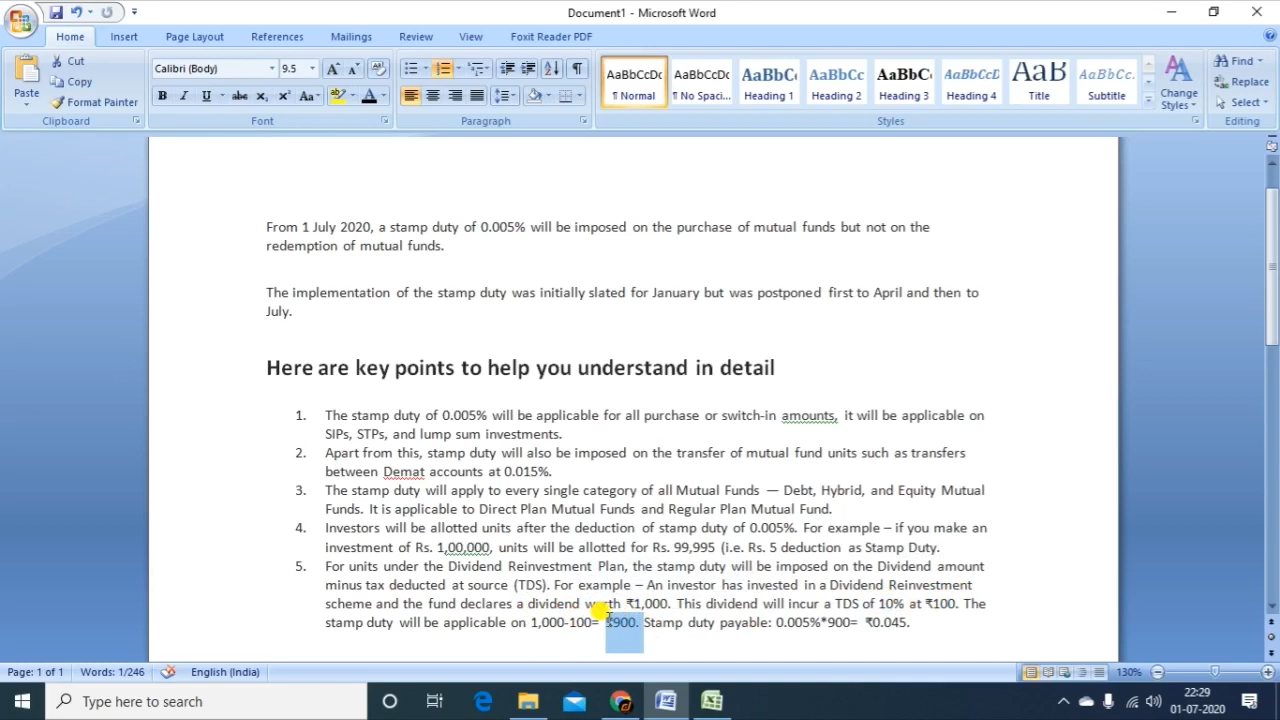 Document1 - Microsoft Word
Home Insert Page Layout References Mailings Review View Foxit Reader PDF
Paste
Cut
Copy
Format Painter
Clipboard
Calibri (Body) 9.5
Font
Paragraph
AaBbCcDc AaBbCcDc AaBbC( AaBbCc AaBbCc AaBbCcD AaB AaBbCc.
¶ Normal ¶ No Spaci... Heading 1 Heading 2 Heading 3 Heading 4 Title Subtitle
Change Styles
Styles
Find
Replace
Select
Editing
From 1 July 2020, a stamp duty of 0.005% will be imposed on the purchase of mutual funds but not on the
redemption of mutual funds.
The implementation of the stamp duty was initially slated for January but was postponed first to April and then to
July.
Here are key points to help you understand in detail
1. The stamp duty of 0.005% will be applicable for all purchase or switch-in amounts, it will be applicable on
SIPs, STPs, and lump sum investments.
2. Apart from this, stamp duty will also be imposed on the transfer of mutual fund units such as transfers
between Demat accounts at 0.015%.
3. The stamp duty will apply to every single category of all Mutual Funds — Debt, Hybrid, and Equity Mutual
Funds. It is applicable to Direct Plan Mutual Funds and Regular Plan Mutual Fund.
4. Investors will be allotted units after the deduction of stamp duty of 0.005%. For example – if you make an
investment of Rs. 1,00,000, units will be allotted for Rs. 99,995 (i.e. Rs. 5 deduction as Stamp Duty.
5. For units under the Dividend Reinvestment Plan, the stamp duty will be imposed on the Dividend amount
minus tax deducted at source (TDS). For example – An investor has invested in a Dividend Reinvestment
scheme and the fund declares a dividend worth ₹1,000. This dividend will incur a TDS of 10% at ₹100. The
stamp duty will be applicable on 1,000-100= ₹900. Stamp duty payable: 0.005%*900= ₹0.045.
Page: 1 of 1 Words: 1/246 English (India) 130%
Type here to search
22:29
01-07-2020